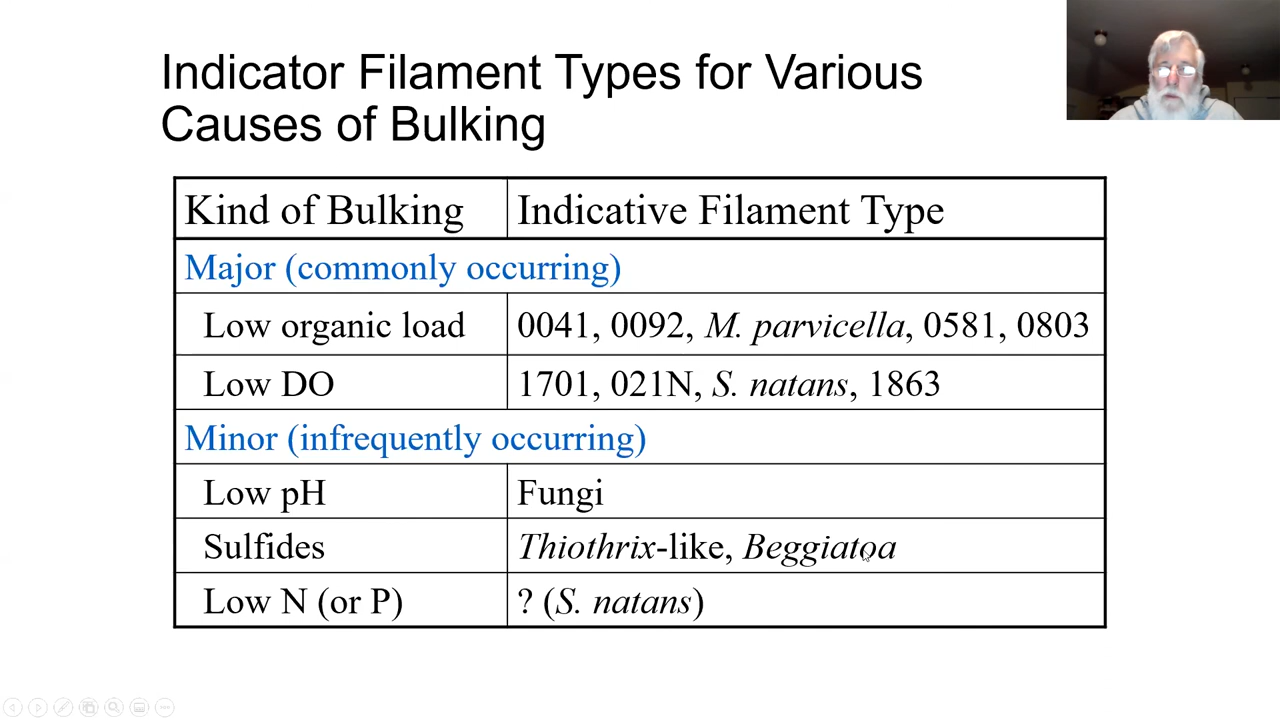 Indicator Filament Types for Various
Causes of Bulking
Kind of Bulking Indicative Filament Type
Major (commonly occurring)
Low organic load 0041, 0092, M. parvicella, 0581, 0803
Low DO 1701, 021N, S. natans, 1863
Minor (infrequently occurring)
Low pH Fungi
Sulfides Thiothrix-like, Beggiatoa
Low N (or P) ? (S. natans)